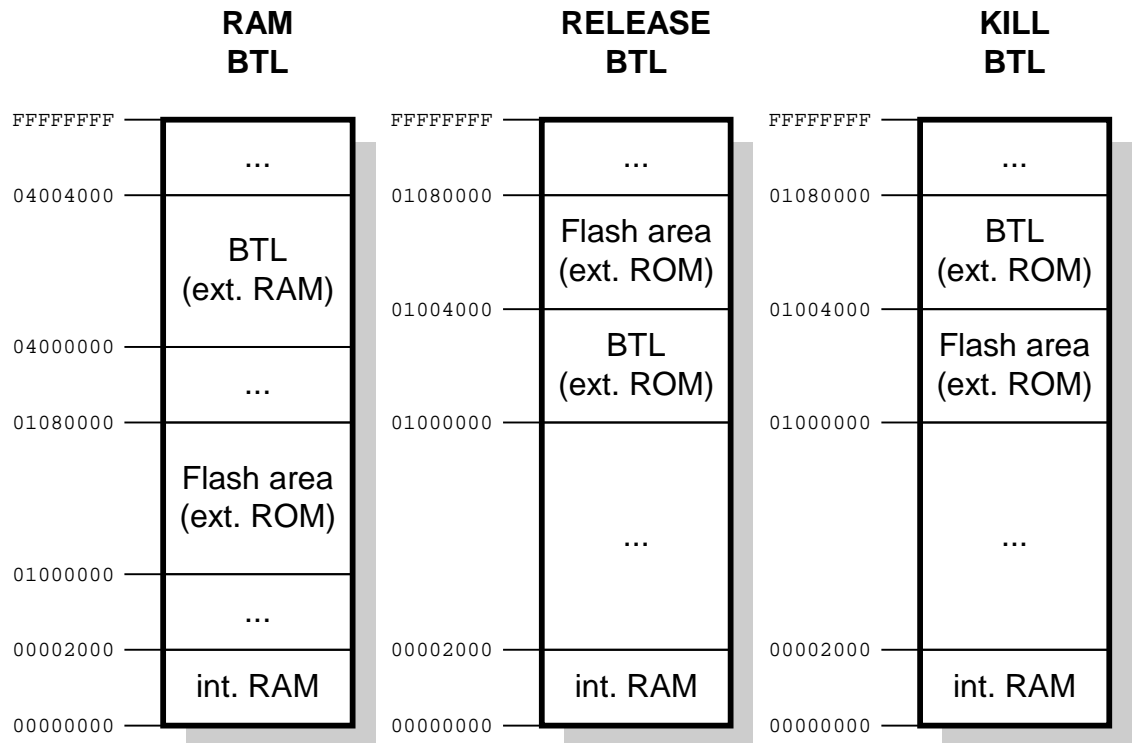 RAM
BTL
FFFFFFFF
...
04004000
BTL
(ext. RAM)
04000000
...
01080000
Flash area
(ext. ROM)
01000000
...
00002000
int. RAM
00000000
RELEASE
BTL
FFFFFFFF
...
01080000
Flash area
(ext. ROM)
01004000
BTL
(ext. ROM)
01000000
...
00002000
int. RAM
00000000
KILL
BTL
FFFFFFFF
...
01080000
BTL
(ext. ROM)
01004000
Flash area
(ext. ROM)
01000000
...
00002000
int. RAM
00000000